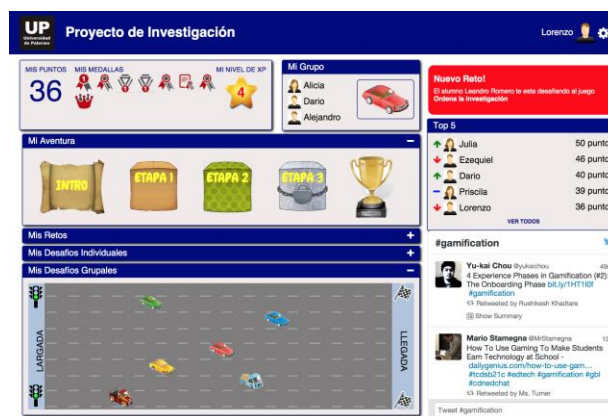 UP
Universidad
de Palermo
Proyecto de Investigación
Lorenzo
MIS PUNTOS
36
MIS MEDALLAS
MI NIVEL DE XP
4
Mi Grupo
Alicia
Dario
Alejandro
Nuevo Reto!
El alumno Leandro Romero te esta desafiando al juego
Ordena la Investigación
Mi Aventura
INTRO
ETAPA 1
ETAPA 2
ETAPA 3
Top 5
Julia 50 punto
Ezequiel 46 punto
Dario 40 punto
Priscila 39 punto
Lorenzo 36 punto
VER TODOS
Mis Retos
Mis Desafios Individuales
Mis Desafios Grupales
LARGADA
LLEGADA
#gamification
Yu-kai Chou @yukaichou
4 Experience Phases in Gamification (#2):
The Onboarding Phase bit.ly/1HT1I0f
#gamification
Retweeted by Rushkesh Khadtare
Show Summary
Mario Stamegna @MrStamegna
How To Use Gaming To Make Students
Earn Technology at School -
dailygenius.com/how-to-use-gam...
#tcdsb21c #edtech #gamification #gbl
#cdnedchat
Retweeted by Ms. Turner
Tweet #gamification